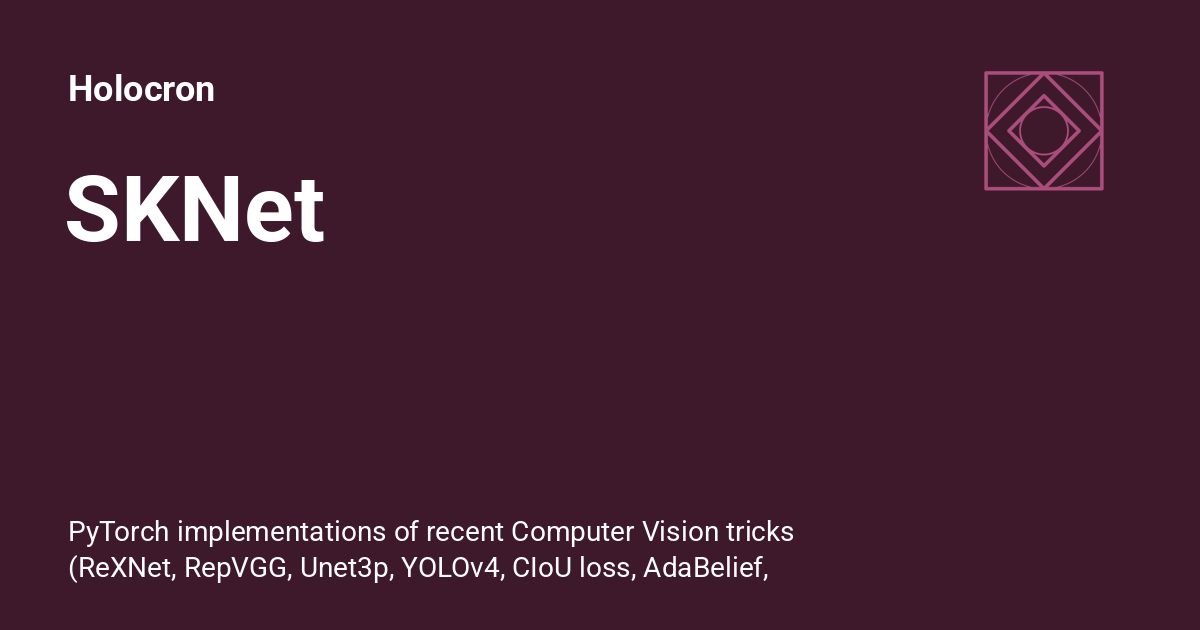 Holocron
SKNet
PyTorch implementations of recent Computer Vision tricks
(ReXNet, RepVGG, Unet3p, YOLOv4, CIoU loss, AdaBelief,